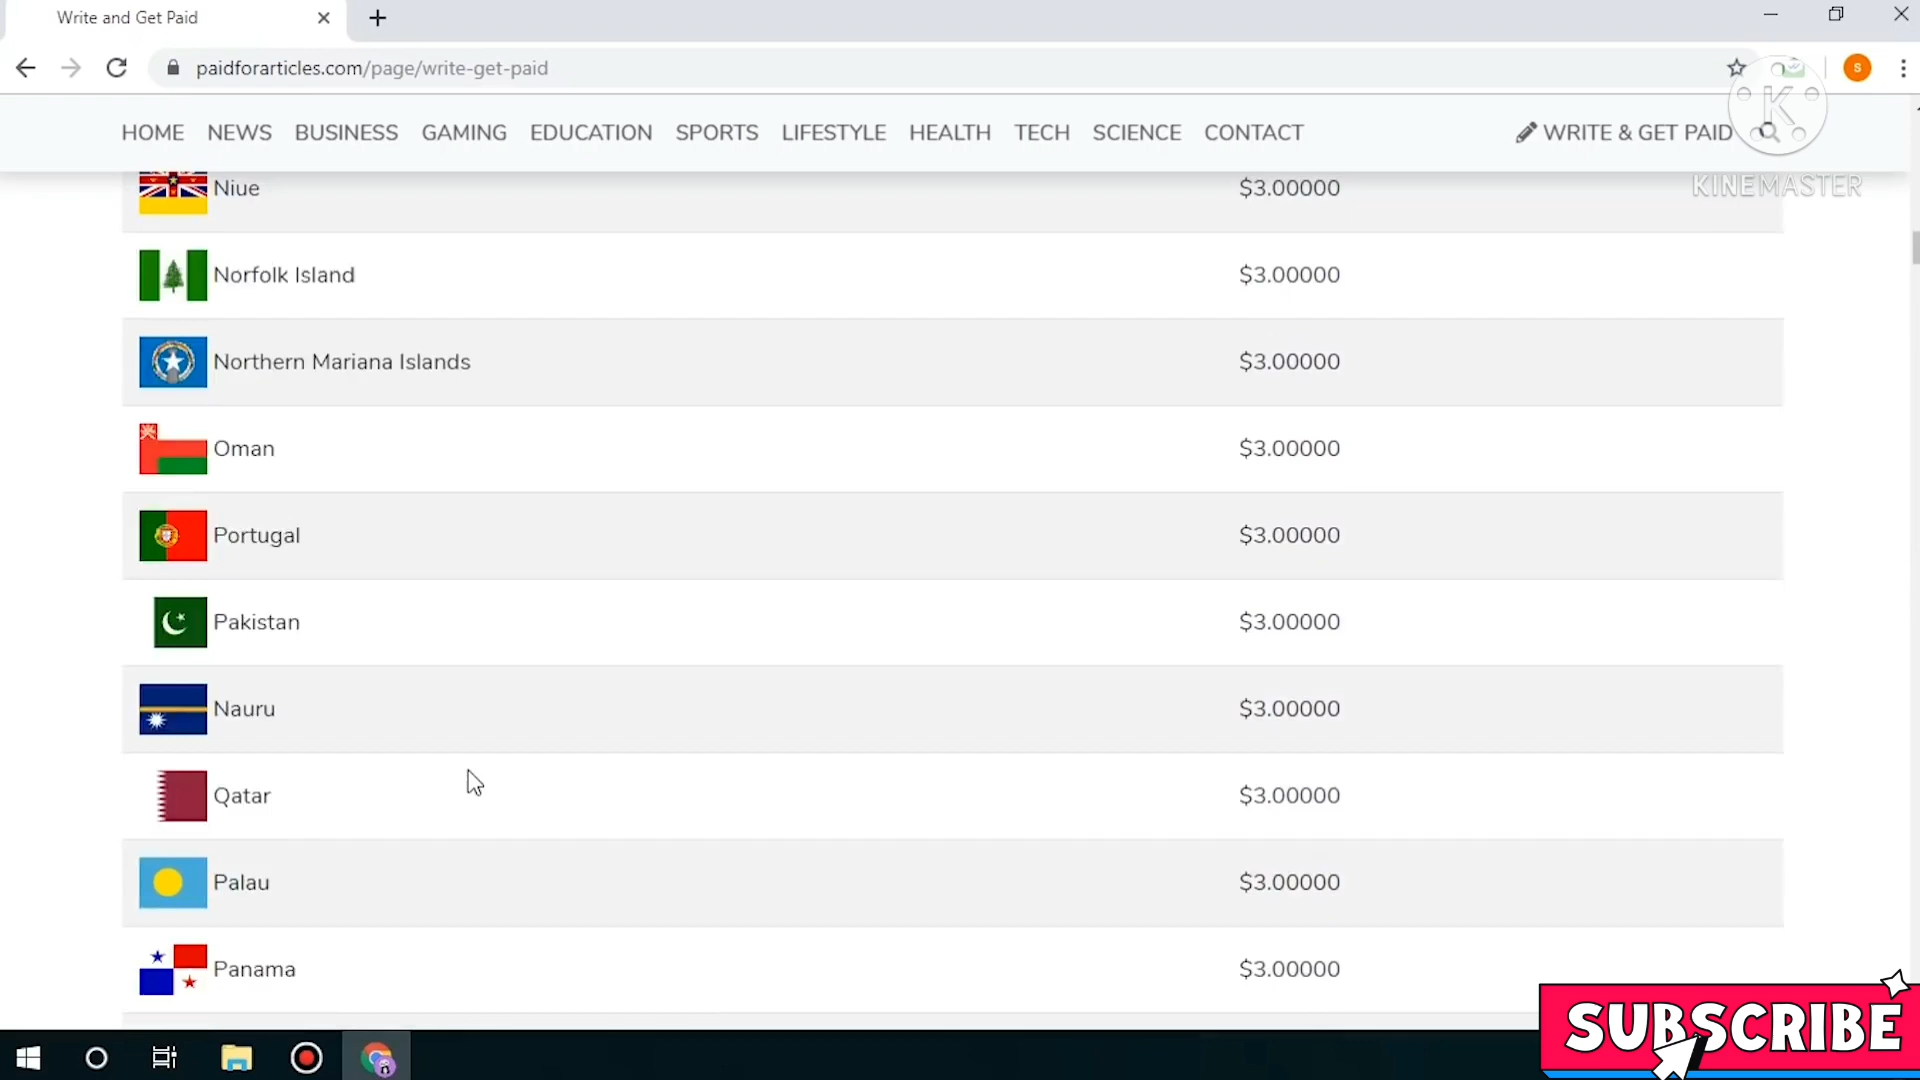 Write and Get Paid
paidforarticles.com/page/write-get-paid
S
HOME NEWS BUSINESS GAMING EDUCATION SPORTS LIFESTYLE HEALTH TECH SCIENCE CONTACT WRITE & GET PAID
K
KINEMASTER
Niue $3.00000
Norfolk Island $3.00000
Northern Mariana Islands $3.00000
Oman $3.00000
Portugal $3.00000
Pakistan $3.00000
Nauru $3.00000
Qatar $3.00000
Palau $3.00000
Panama $3.00000
SUBSCRIBE